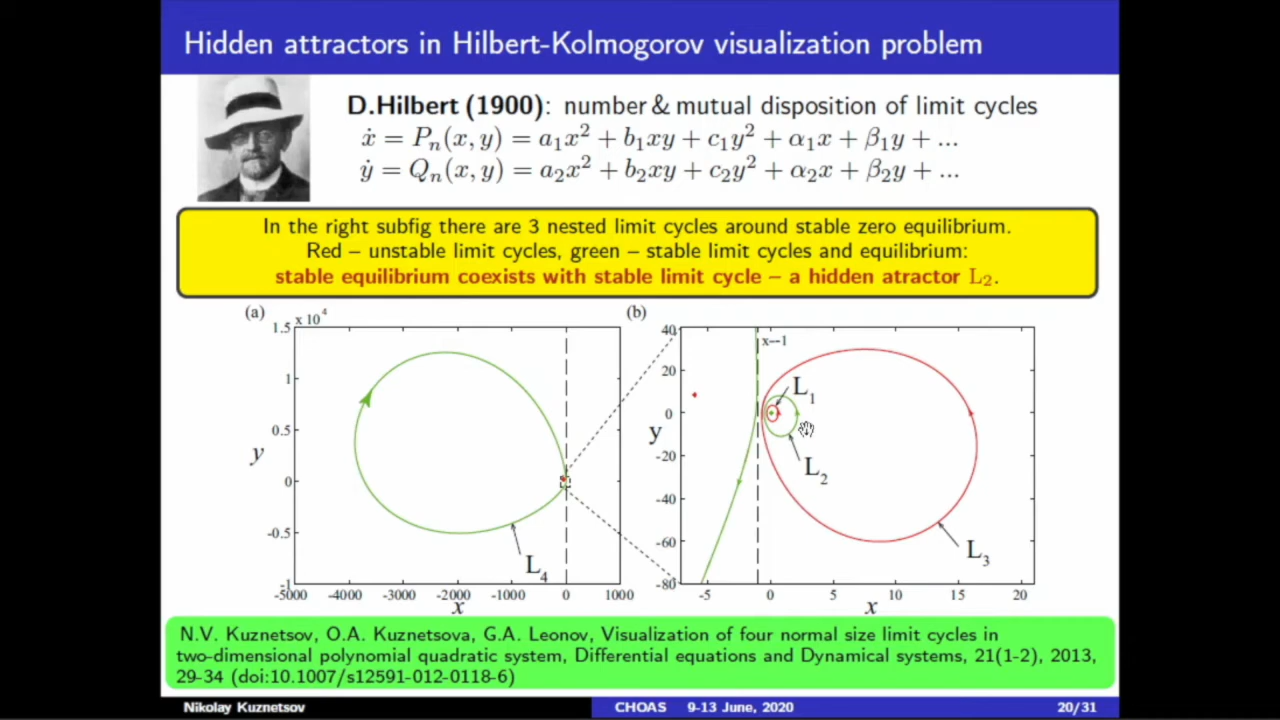 Hidden attractors in Hilbert-Kolmogorov visualization problem
D.Hilbert (1900): number & mutual disposition of limit cycles
ẋ = Pₙ(x, y) = a₁x² + b₁xy + c₁y² + α₁x + β₁y + ...
ẏ = Qₙ(x, y) = a₂x² + b₂xy + c₂y² + α₂x + β₂y + ...
In the right subfig there are 3 nested limit cycles around stable zero equilibrium.
Red – unstable limit cycles, green – stable limit cycles and equilibrium:
stable equilibrium coexists with stable limit cycle – a hidden atractor L₂.
(a)
x 10⁴
1.5
1
0.5
0
-0.5
-1
y
-5000 -4000 -3000 -2000 -1000 0 1000
x
L₄
(b)
40
20
0
-20
-40
-60
-80
y
x--1
L₁
L₂
L₃
-5 0 5 10 15 20
x
N.V. Kuznetsov, O.A. Kuznetsova, G.A. Leonov, Visualization of four normal size limit cycles in
two-dimensional polynomial quadratic system, Differential equations and Dynamical systems, 21(1-2), 2013,
29-34 (doi:10.1007/s12591-012-0118-6)
Nikolay Kuznetsov CHOAS 9-13 June, 2020 20/31